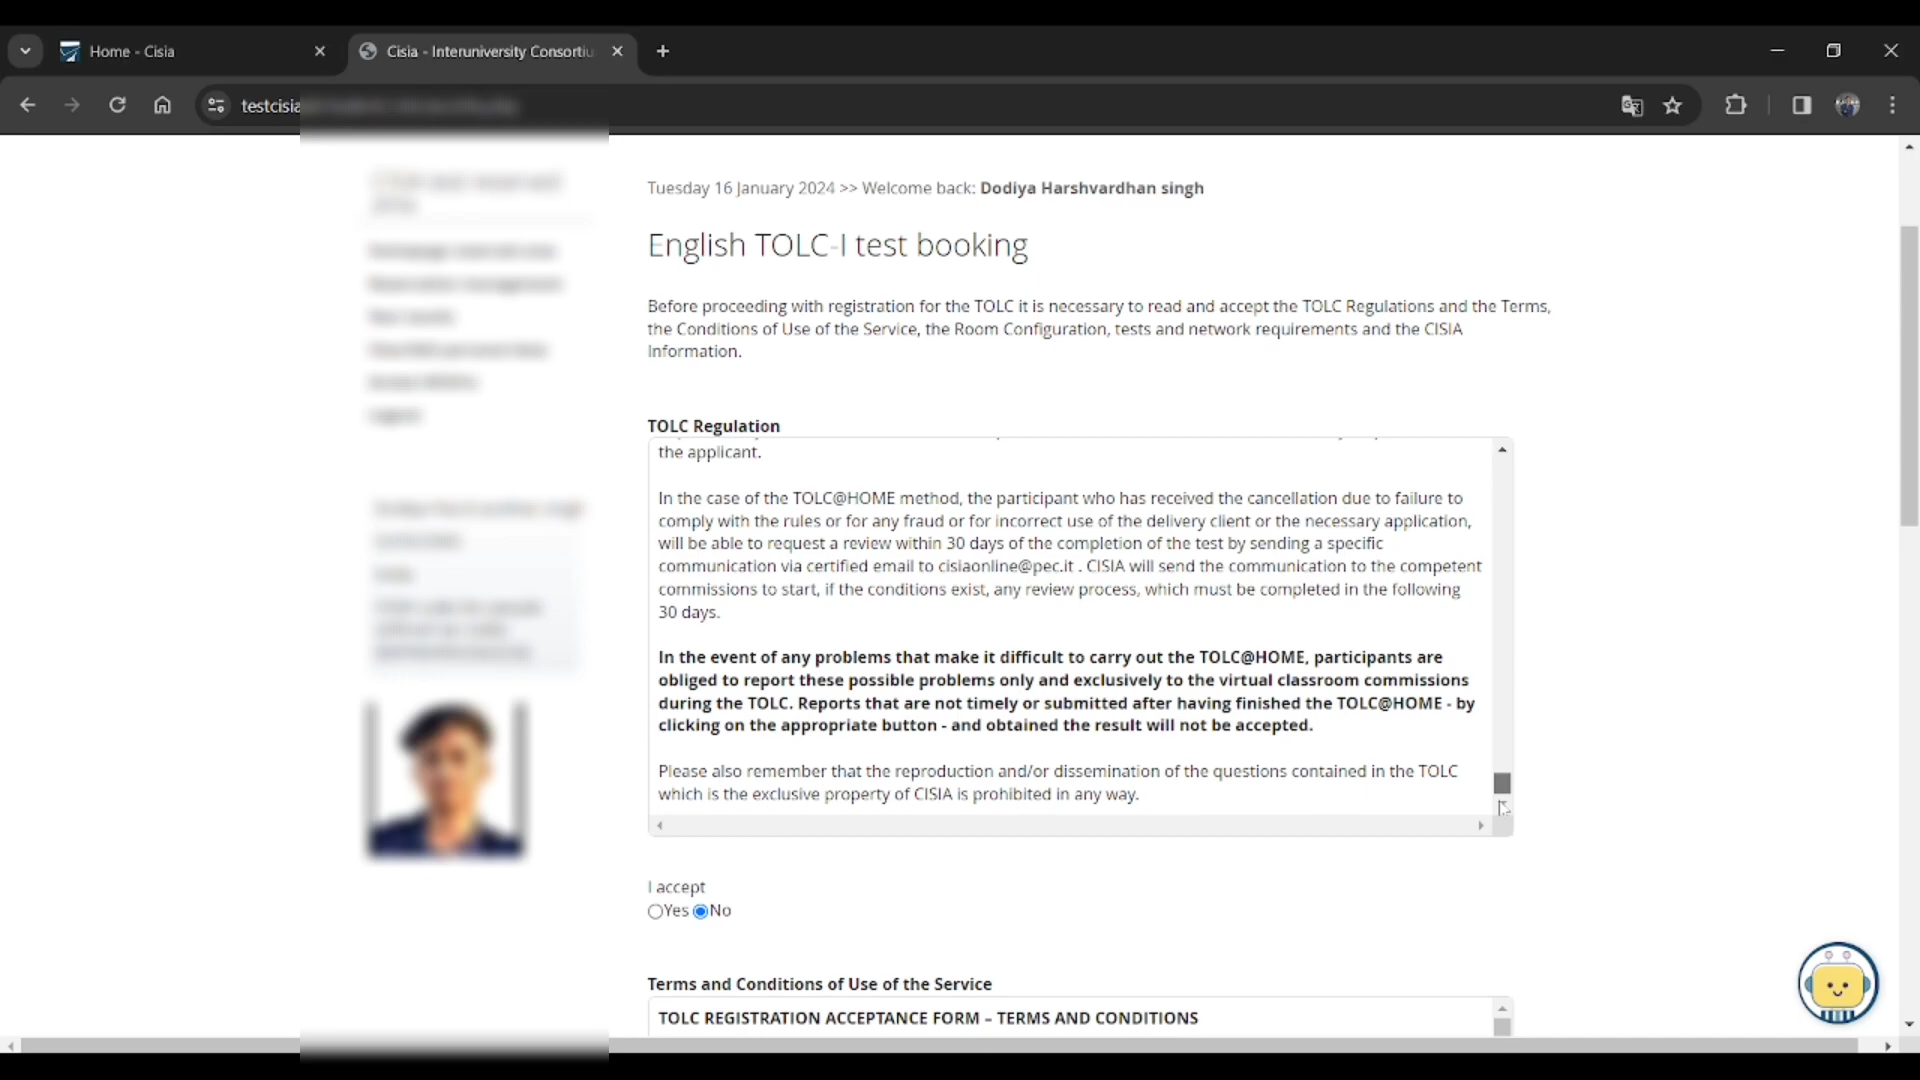 Home - Cisia
Cisia - Interuniversity Consortiu
testcisia
Tuesday 16 January 2024 >> Welcome back: Dodiya Harshvardhan singh
English TOLC-I test booking
Before proceeding with registration for the TOLC it is necessary to read and accept the TOLC Regulations and the Terms,
the Conditions of Use of the Service, the Room Configuration, tests and network requirements and the CISIA
Information.
TOLC Regulation
the applicant.
In the case of the TOLC@HOME method, the participant who has received the cancellation due to failure to
comply with the rules or for any fraud or for incorrect use of the delivery client or the necessary application,
will be able to request a review within 30 days of the completion of the test by sending a specific
communication via certified email to cisiaonline@pec.it . CISIA will send the communication to the competent
commissions to start, if the conditions exist, any review process, which must be completed in the following
30 days.
In the event of any problems that make it difficult to carry out the TOLC@HOME, participants are
obliged to report these possible problems only and exclusively to the virtual classroom commissions
during the TOLC. Reports that are not timely or submitted after having finished the TOLC@HOME - by
clicking on the appropriate button - and obtained the result will not be accepted.
Please also remember that the reproduction and/or dissemination of the questions contained in the TOLC
which is the exclusive property of CISIA is prohibited in any way.
I accept
Yes No
Terms and Conditions of Use of the Service
TOLC REGISTRATION ACCEPTANCE FORM – TERMS AND CONDITIONS